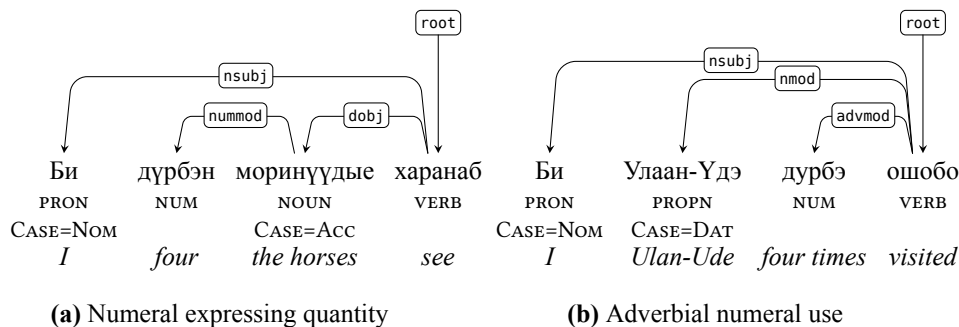 root root
nsubj nsubj
nmod
nummod dobj advmod
Би дүрбэн моринүүдые харанаб Би Улаан-Үдэ дурбэ ошобо
PRON NUM NOUN VERB PRON PROPN NUM VERB
CASE=NOM CASE=ACC CASE=NOM CASE=DAT
I four the horses see I Ulan-Ude four times visited
(a) Numeral expressing quantity (b) Adverbial numeral use